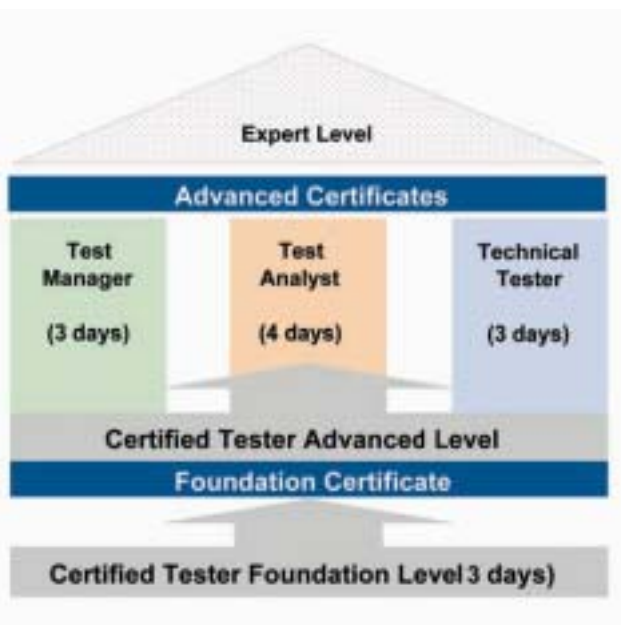 Expert Level
Advanced Certificates
Test
Manager
(3 days)
Test
Analyst
(4 days)
Technical
Tester
(3 days)
Certified Tester Advanced Level
Foundation Certificate
Certified Tester Foundation Level 3 days)